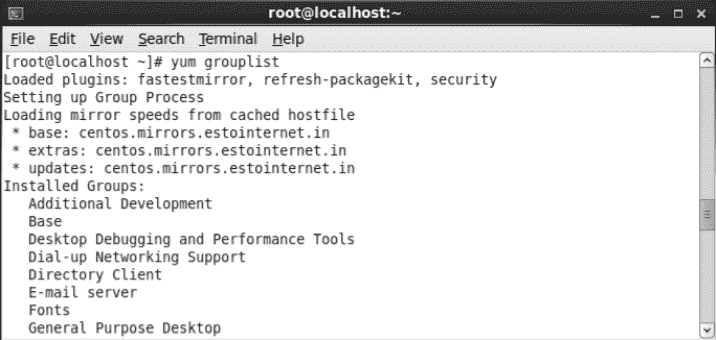 root@localhost:~
File Edit View Search Terminal Help
[root@localhost ~]# yum grouplist
Loaded plugins: fastestmirror, refresh-packagekit, security
Setting up Group Process
Loading mirror speeds from cached hostfile
 * base: centos.mirrors.estointernet.in
 * extras: centos.mirrors.estointernet.in
 * updates: centos.mirrors.estointernet.in
Installed Groups:
   Additional Development
   Base
   Desktop Debugging and Performance Tools
   Dial-up Networking Support
   Directory Client
   E-mail server
   Fonts
   General Purpose Desktop